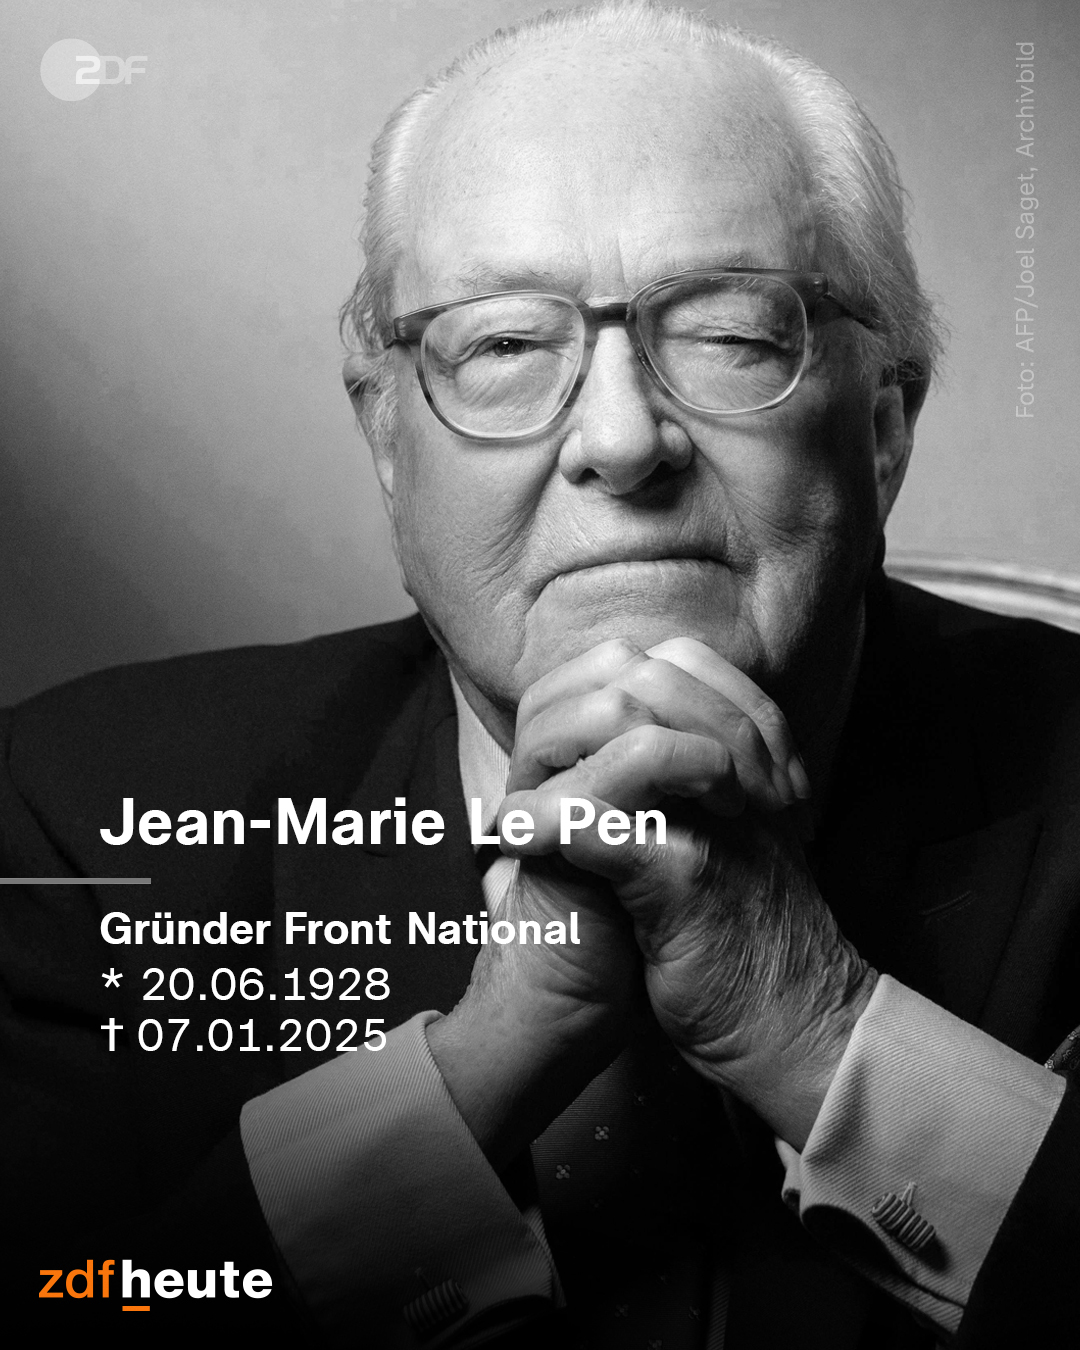 ZDF
Foto: AFP/Joel Saget, Archivbild
Jean-Marie Le Pen
Gründer Front National
* 20.06.1928
† 07.01.2025
zdfheute